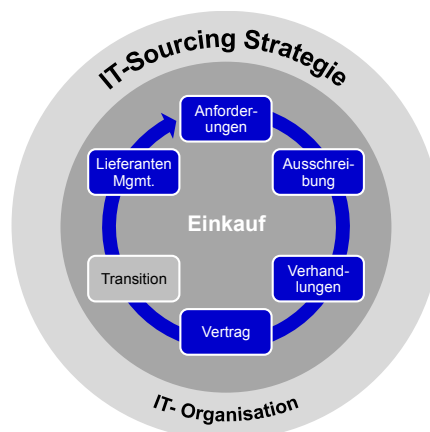 IT-Sourcing Strategie
Anforder-
ungen
Lieferanten
Mgmt.
Ausschrei-
bung
Einkauf
Transition
Verhand-
lungen
Vertrag
IT- Organisation